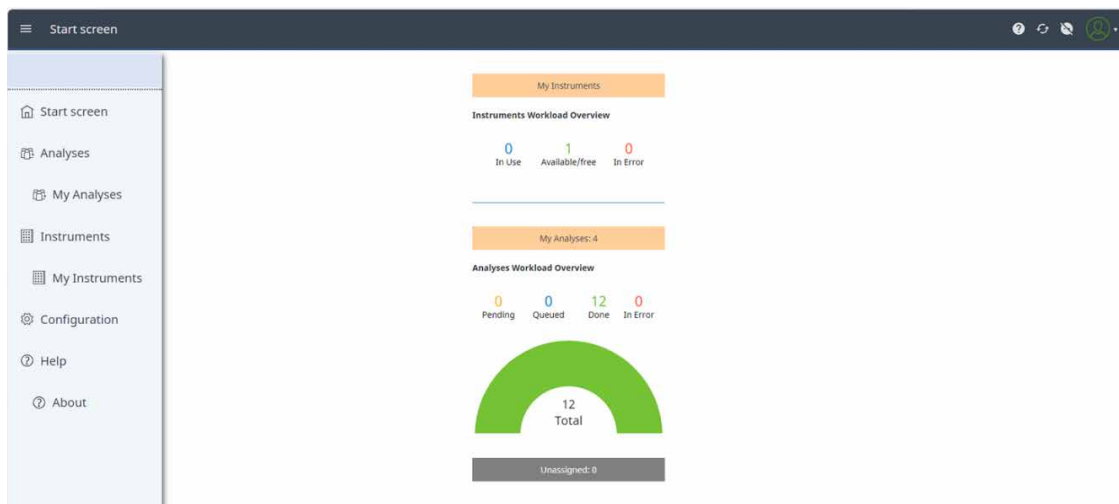 Start screen
Start screen
Analyses
My Analyses
Instruments
My Instruments
Configuration
Help
About
My Instruments
Instruments Workload Overview
0 1 0
In Use Available/free In Error
My Analyses: 4
Analyses Workload Overview
0 0 12 0
Pending Queued Done In Error
12
Total
Unassigned: 0